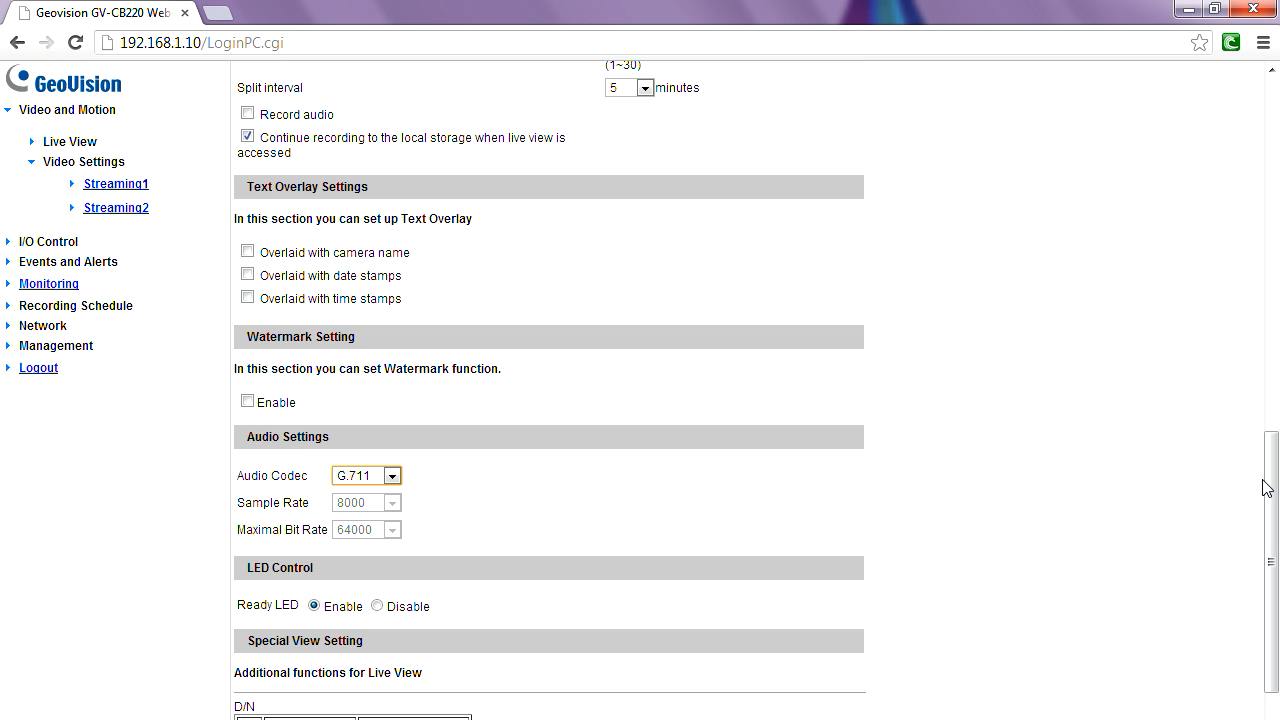 Geovision GV-CB220 Web
192.168.1.10/LoginPC.cgi
GeoVision
Video and Motion
Live View
Video Settings
Streaming1
Streaming2
I/O Control
Events and Alerts
Monitoring
Recording Schedule
Network
Management
Logout
(1~30)
Split interval 5 minutes
Record audio
Continue recording to the local storage when live view is
accessed
Text Overlay Settings
In this section you can set up Text Overlay
Overlaid with camera name
Overlaid with date stamps
Overlaid with time stamps
Watermark Setting
In this section you can set Watermark function.
Enable
Audio Settings
Audio Codec G.711
Sample Rate 8000
Maximal Bit Rate 64000
LED Control
Ready LED Enable Disable
Special View Setting
Additional functions for Live View
D/N